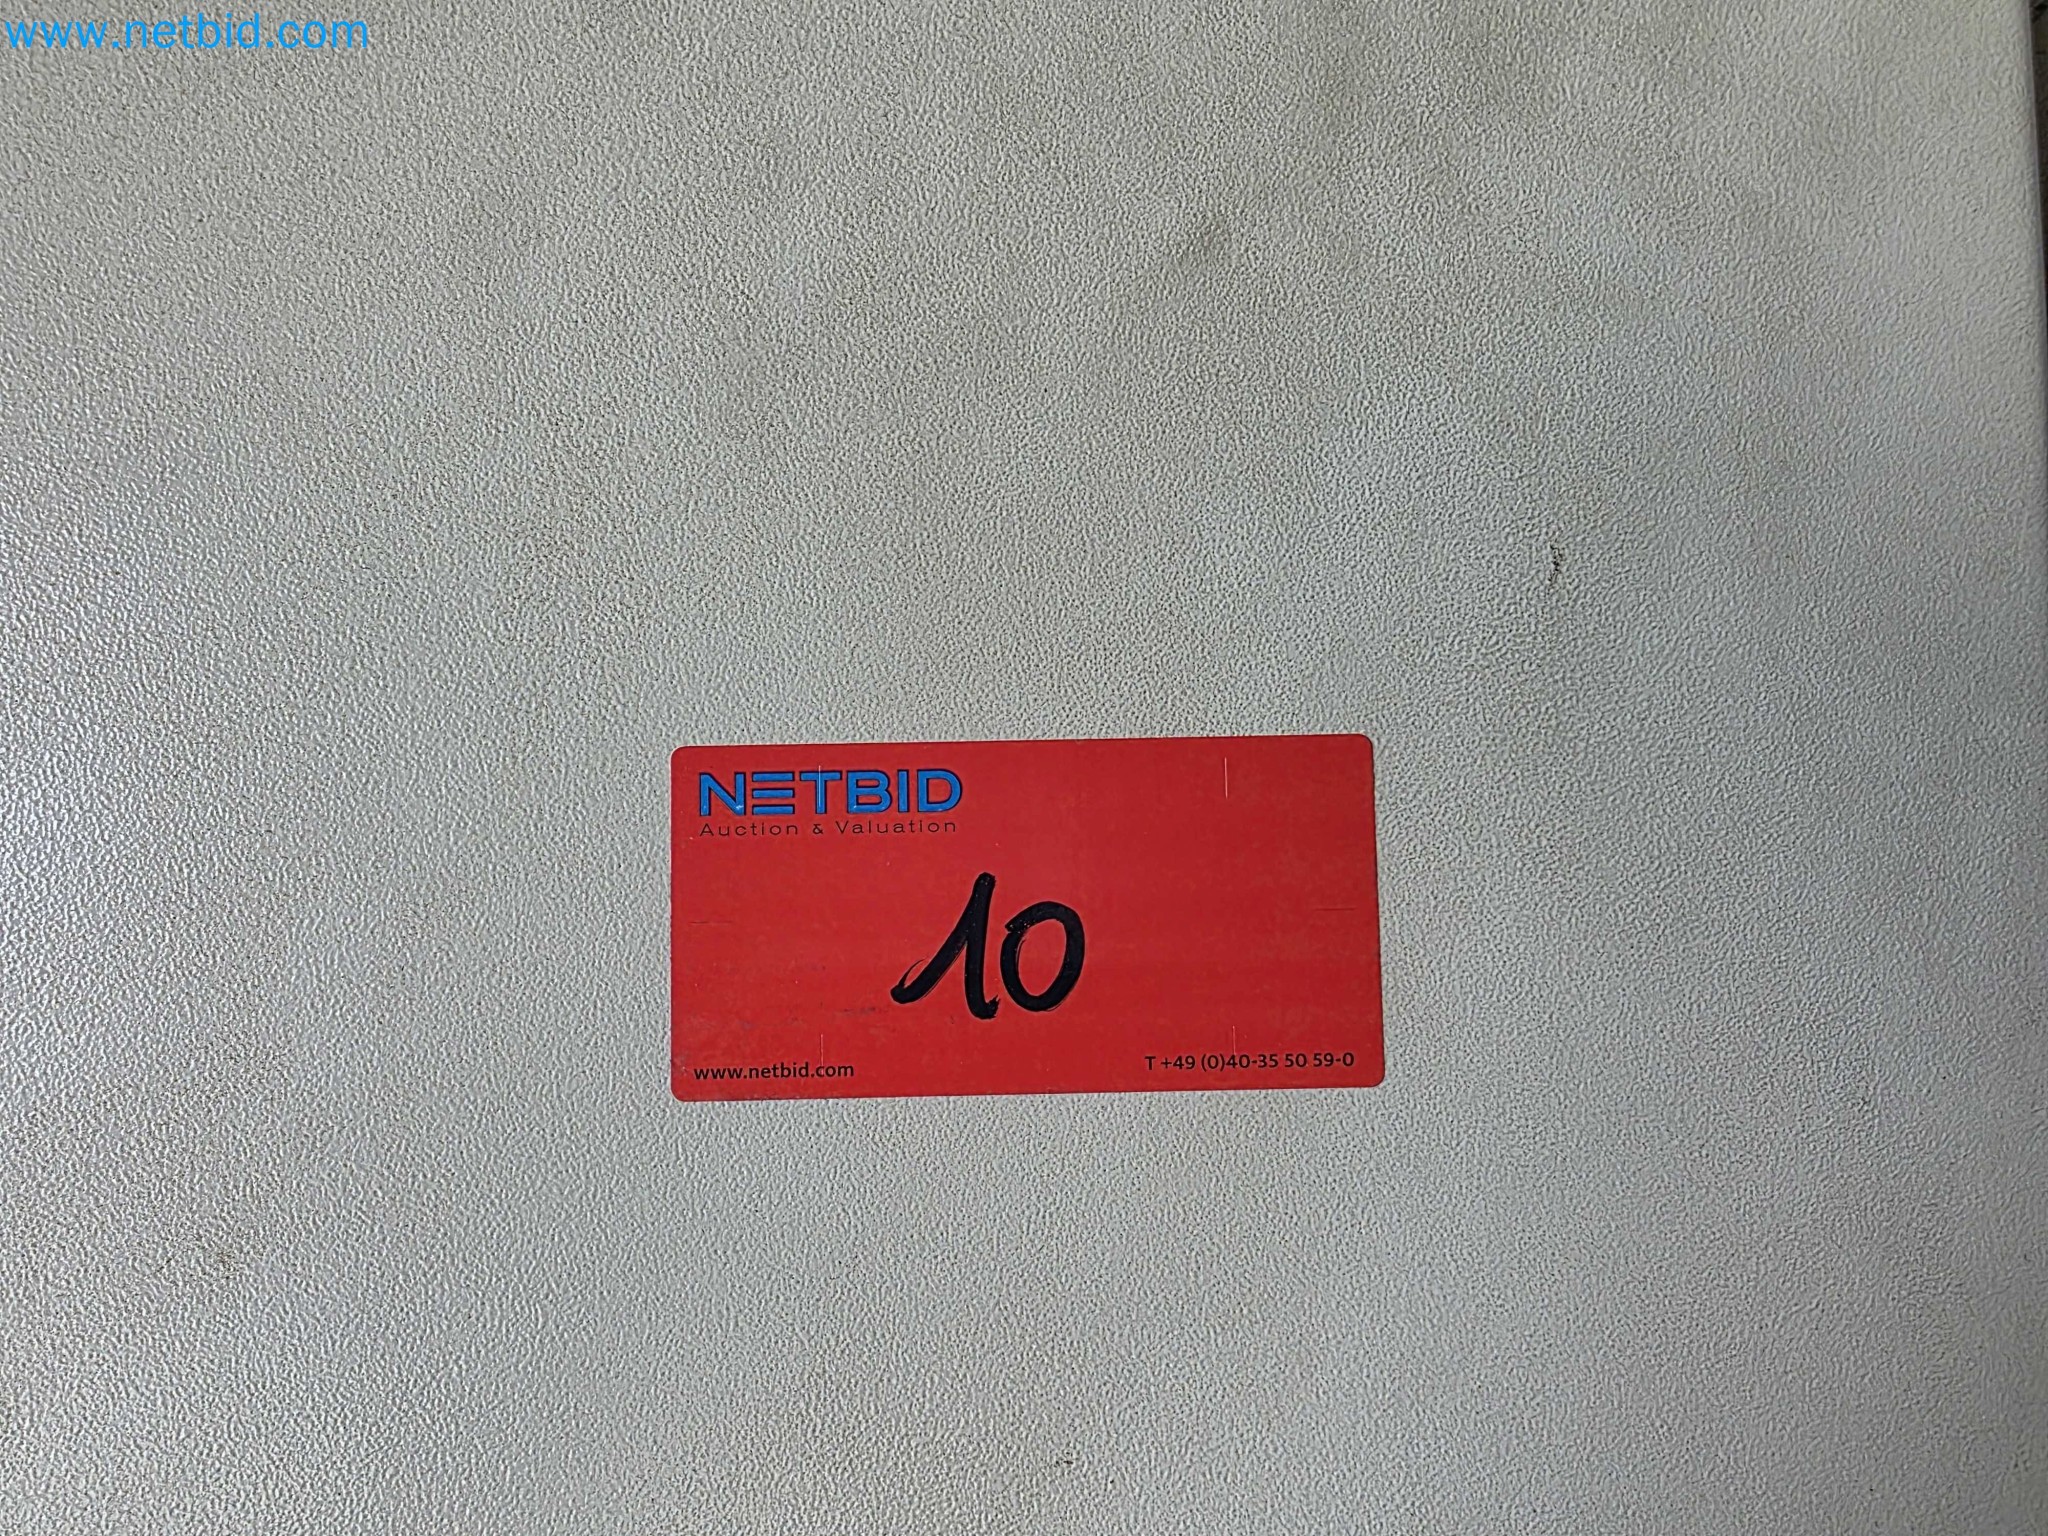 www.netbid.com
NETBID
Auction & Valuation
10
www.netbid.com
T +49 (0)40-35 50 59-0